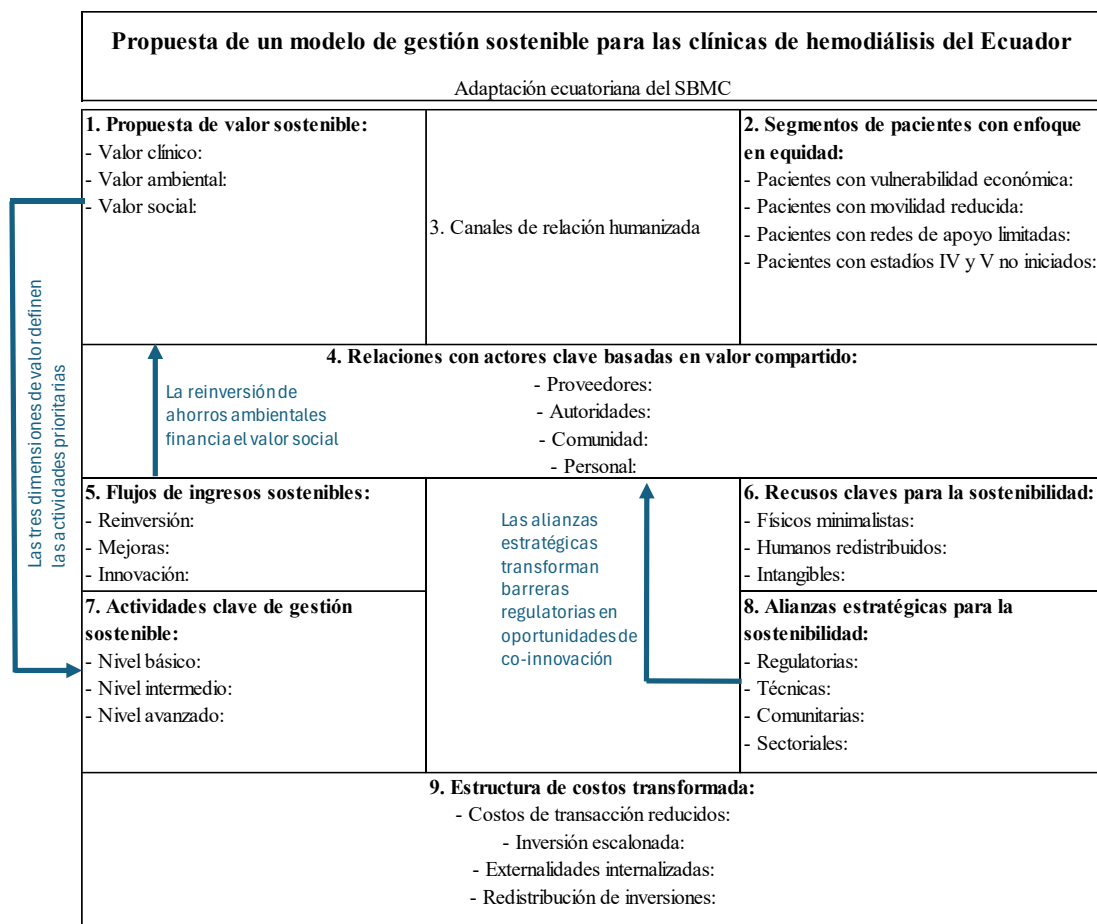 Propuesta de un modelo de gestión sostenible para las clínicas de hemodiálisis del Ecuador
Adaptación ecuatoriana del SBMC
1. Propuesta de valor sostenible:
- Valor clínico:
- Valor ambiental:
- Valor social:
3. Canales de relación humanizada
2. Segmentos de pacientes con enfoque
en equidad:
- Pacientes con vulnerabilidad económica:
- Pacientes con movilidad reducida:
- Pacientes con redes de apoyo limitadas:
- Pacientes con estadíos IV y V no iniciados:
Las tres dimensiones de valor definen
las actividades prioritarias
4. Relaciones con actores clave basadas en valor compartido:
- Proveedores:
- Autoridades:
- Comunidad:
- Personal:
La reinversión de
ahorros ambientales
financia el valor social
5. Flujos de ingresos sostenibles:
- Reinversión:
- Mejoras:
- Innovación:
Las alianzas
estratégicas
transforman
barreras
regulatorias en
oportunidades de
co-innovación
6. Recusos claves para la sostenibilidad:
- Físicos minimalistas:
- Humanos redistribuidos:
- Intangibles:
7. Actividades clave de gestión
sostenible:
- Nivel básico:
- Nivel intermedio:
- Nivel avanzado:
8. Alianzas estratégicas para la
sostenibilidad:
- Regulatorias:
- Técnicas:
- Comunitarias:
- Sectoriales:
9. Estructura de costos transformada:
- Costos de transacción reducidos:
- Inversión escalonada:
- Externalidades internalizadas:
- Redistribución de inversiones: